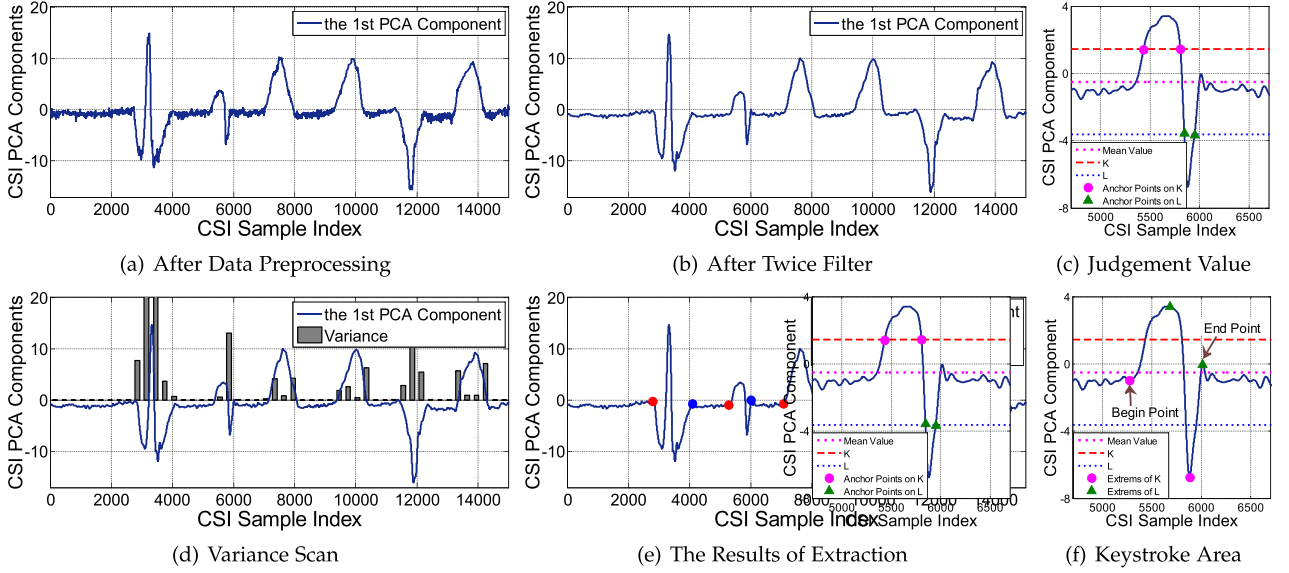 CSI PCA Components
20
10
0
-10
the 1st PCA Component
0 2000 4000 6000 8000 10000 12000 14000
CSI Sample Index
(a) After Data Preprocessing
CSI PCA Components
20
10
0
-10
the 1st PCA Component
0 2000 4000 6000 8000 10000 12000 14000
CSI Sample Index
(b) After Twice Filter
CSI PCA Component
4
0
-4
-8
Mean Value
K
L
Anchor Points on K
Anchor Points on L
5000 5500 6000 6500
CSI Sample Index
(c) Judgement Value
CSI PCA Components
20
10
0
-10
the 1st PCA Component
Variance
0 2000 4000 6000 8000 10000 12000 14000
CSI Sample Index
(d) Variance Scan
CSI PCA Components
20
10
0
-10
0 2000 4000 6000
CSI Sample Index
CSI PCA Component
4
0
-4
Mean Value
K
L
Anchor Points on K
Anchor Points on L
5000 5500 6000 6500
CSI Sample Index
(e) The Results of Extraction
CSI PCA Component
4
0
-4
-8
End Point
Begin Point
Mean Value
K
L
Extrems of K
Extrems of L
5000 5500 6000 6500
CSI Sample Index
(f) Keystroke Area